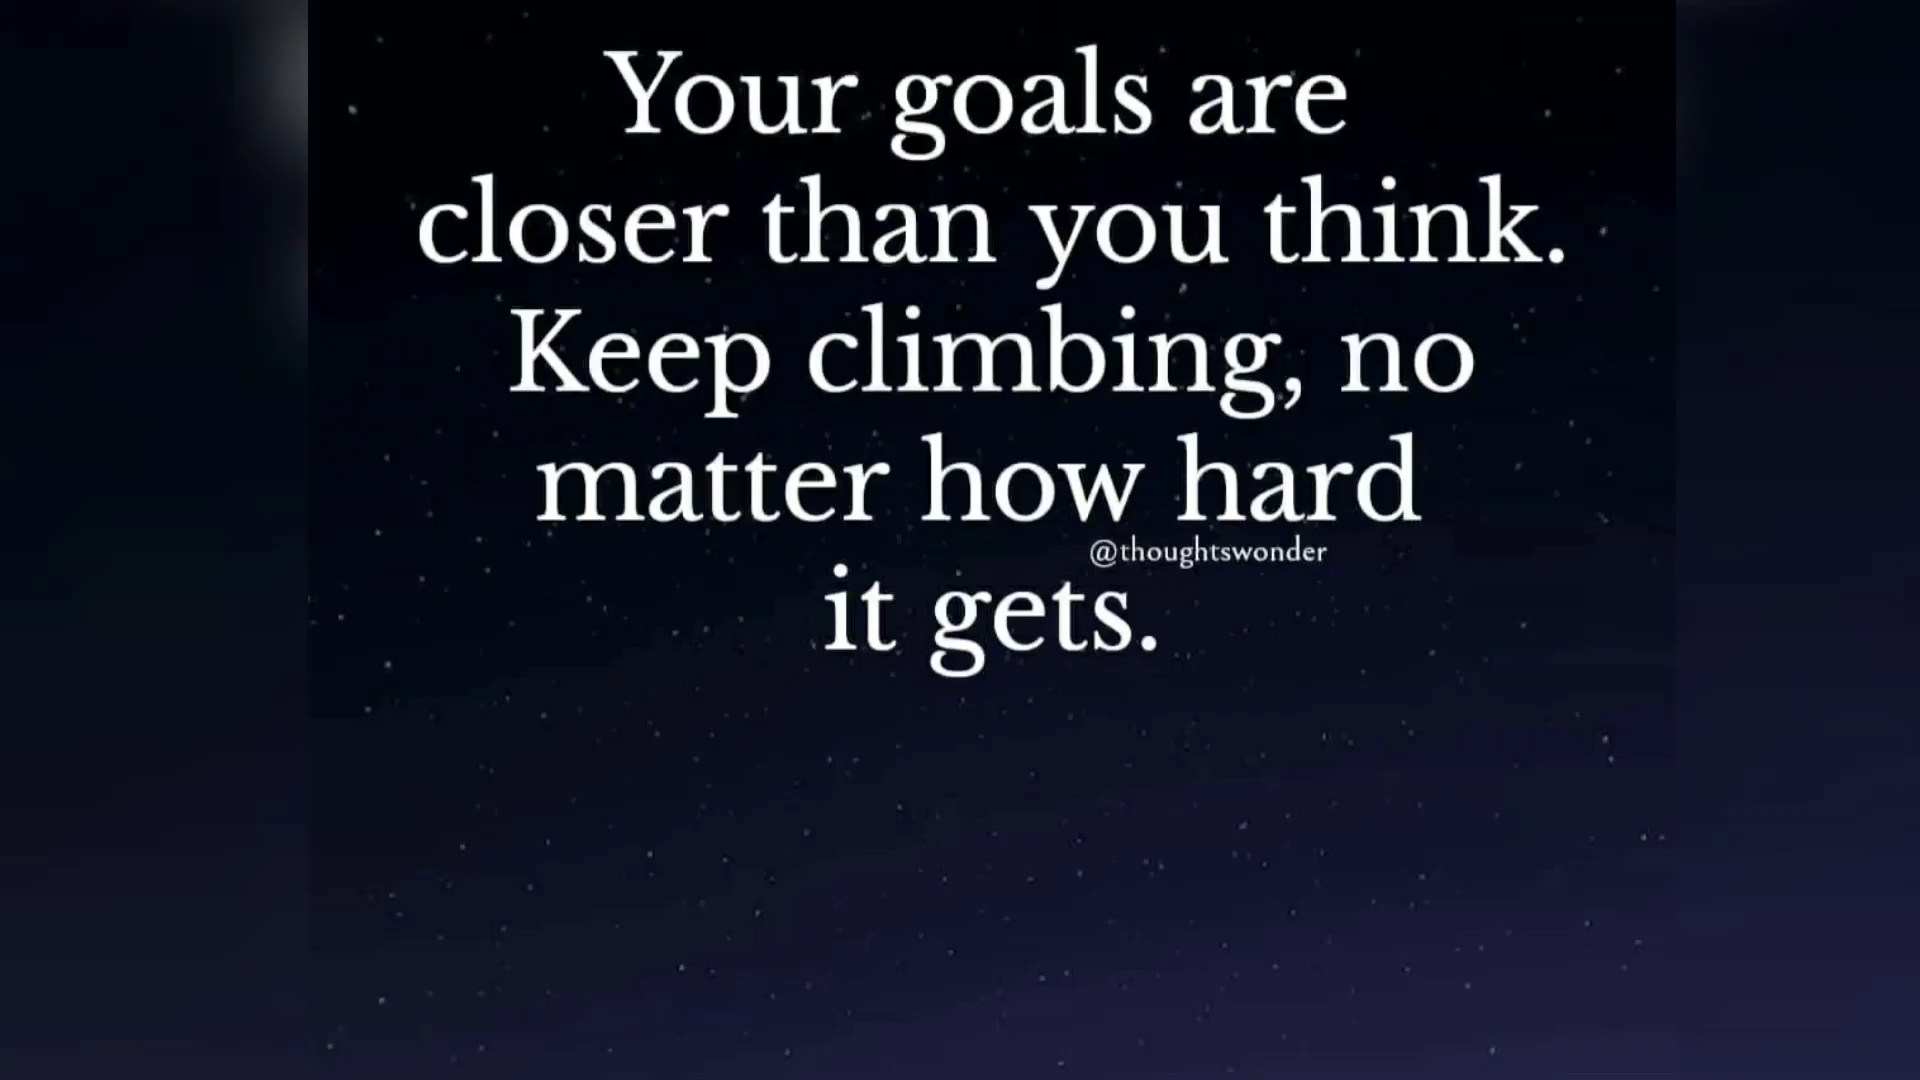 Your goals are
closer than you think.
Keep climbing, no
matter how hard
@thoughtswonder
it gets.